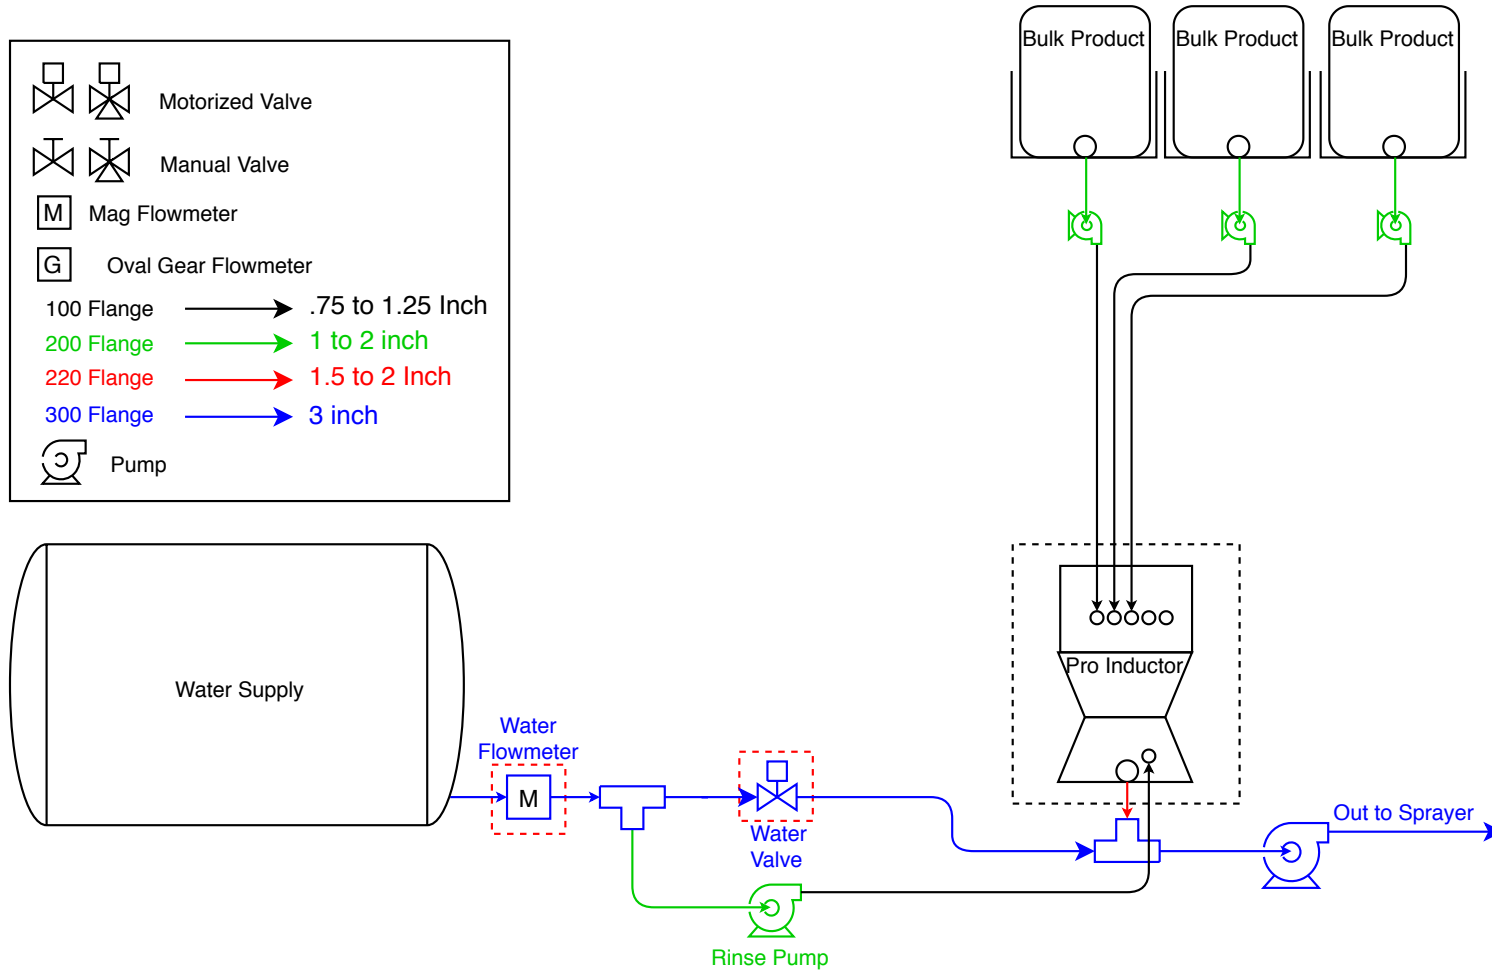 Bulk Product
Bulk Product
Bulk Product
Motorized Valve
Manual Valve
M
Mag Flowmeter
G
Oval Gear Flowmeter
100 Flange
.75 to 1.25 Inch
200 Flange
1 to 2 inch
220 Flange
1.5 to 2 Inch
300 Flange
3 inch
Pump
Water Supply
Water
Flowmeter
M
Water
Valve
Rinse Pump
Pro Inductor
Out to Sprayer